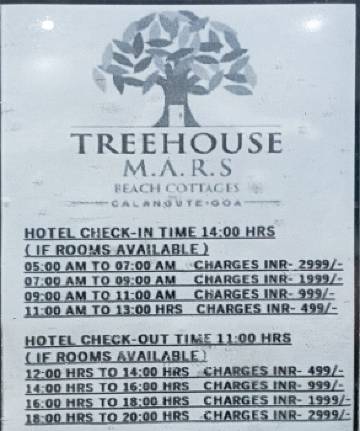 TREEHOUSE
M.A.R.S
BEACH COTTAGES
CALANGUTE-GOA
HOTEL CHECK-IN TIME 14:00 HRS
( IF ROOMS AVAILABLE )
05:00 AM TO 07:00 AM CHARGES INR- 2999/-
07:00 AM TO 09:00 AM CHARGES INR- 1999/-
09:00 AM TO 11:00 AM CHARGES INR- 999/-
11:00 AM TO 13:00 HRS CHARGES INR- 499/-
HOTEL CHECK-OUT TIME 11:00 HRS
( IF ROOMS AVAILABLE )
12:00 HRS TO 14:00 HRS CHARGES INR- 499/-
14:00 HRS TO 16:00 HRS CHARGES INR- 999/-
16:00 HRS TO 18:00 HRS CHARGES INR- 1999/-
18:00 HRS TO 20:00 HRS CHARGES INR- 2999/-